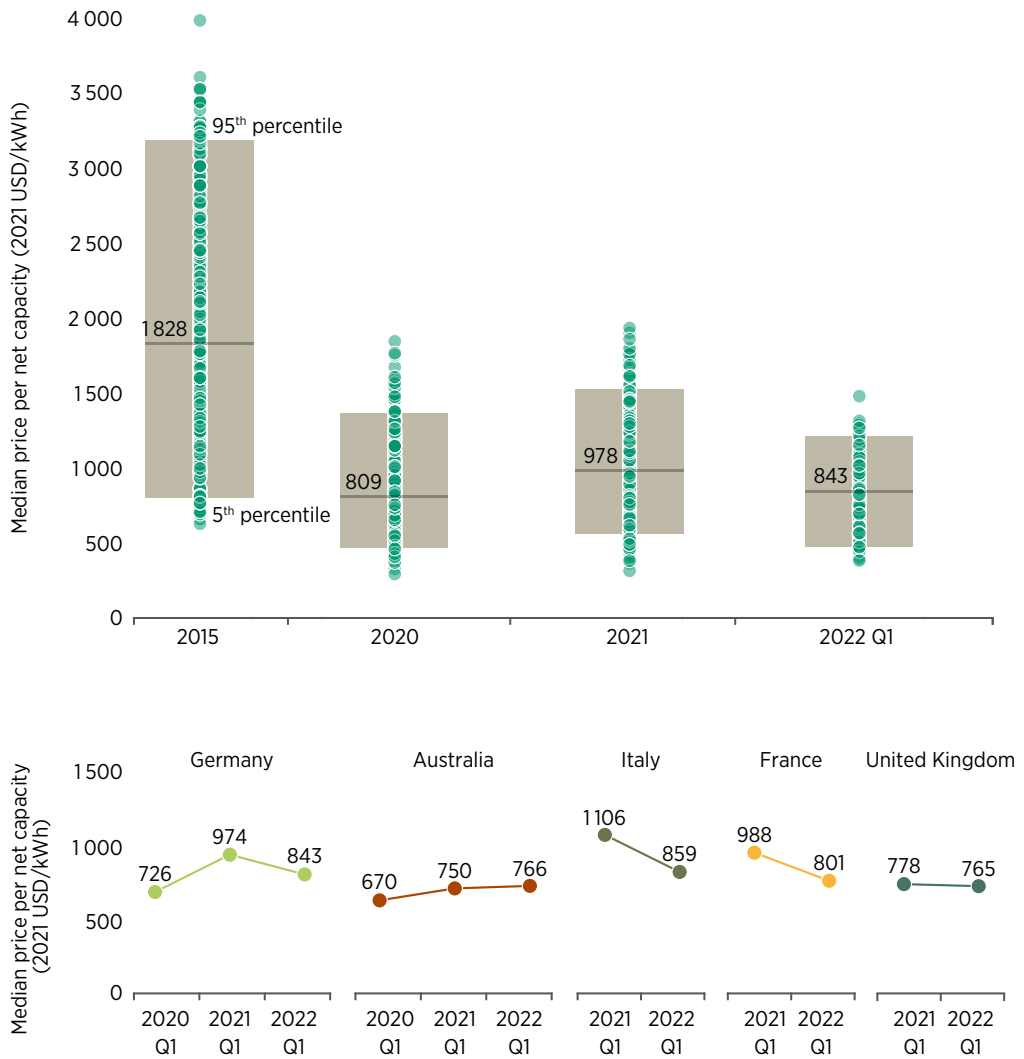 Median price per net capacity (2021 USD/kWh)
4 000
3 500
3 000
2 500
2 000
1 500
1 000
500
0
95th percentile
5th percentile
1 828
809
978
843
2015
2020
2021
2022 Q1
Median price per net capacity
(2021 USD/kWh)
1 500
1 000
500
0
Germany
726
974
843
2020 2021 2022
Q1 Q1 Q1
Australia
670
750
766
2020 2021 2022
Q1 Q1 Q1
Italy
1 106
859
2021 2022
Q1 Q1
France
988
801
2021 2022
Q1 Q1
United Kingdom
778
765
2021 2022
Q1 Q1